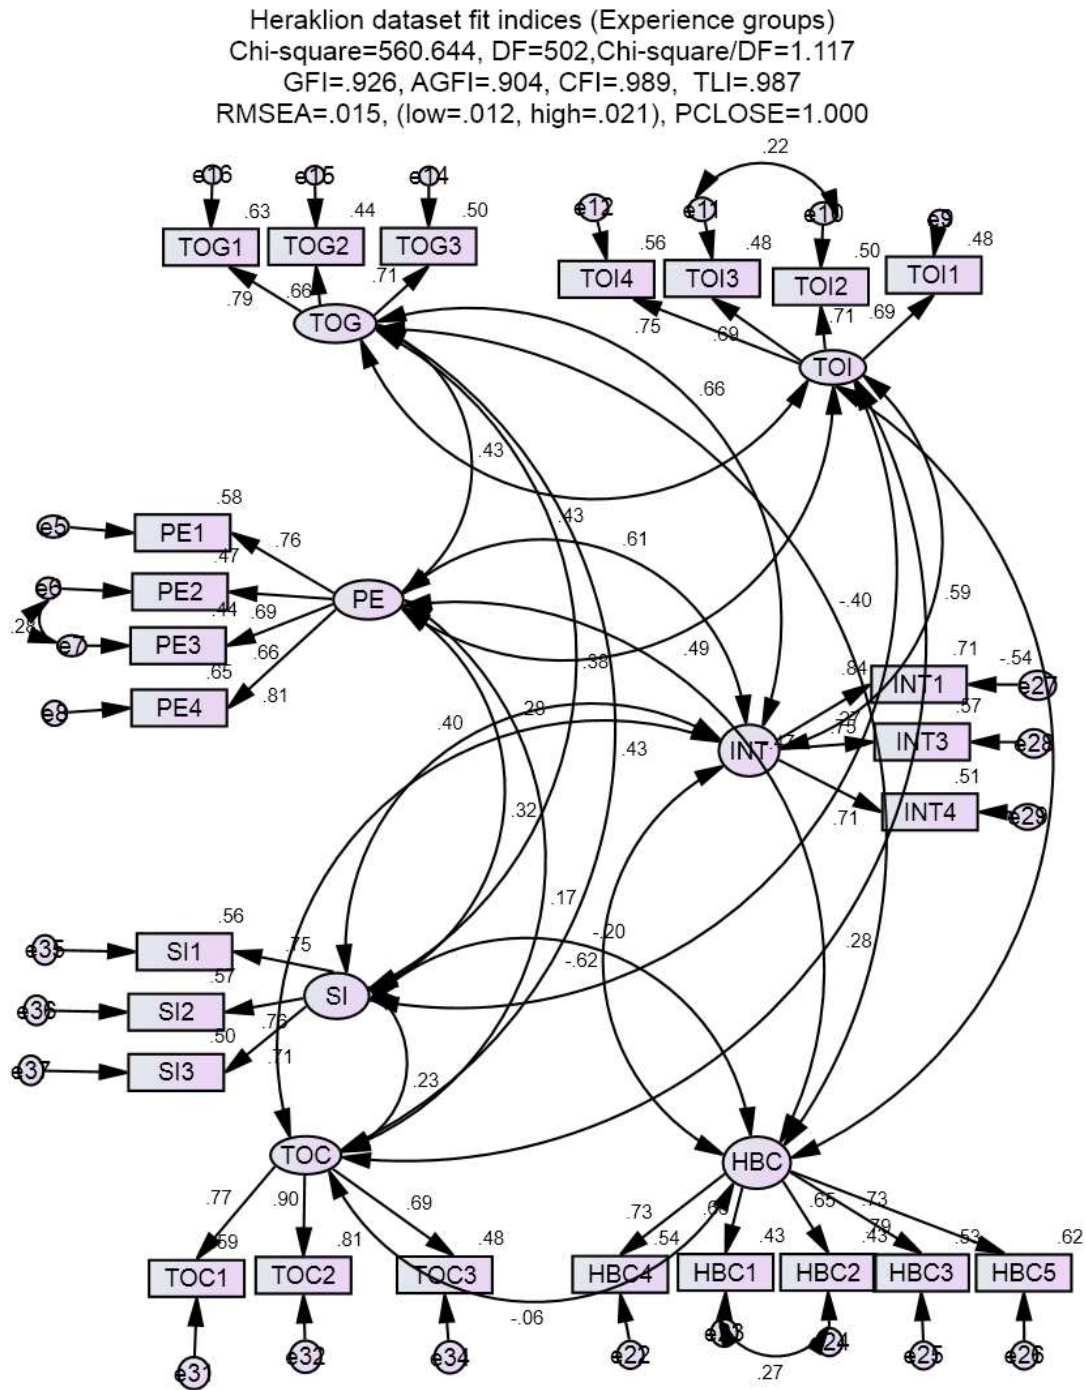 Heraklion dataset fit indices (Experience groups)
Chi-square=560.644, DF=502,Chi-square/DF=1.117
GFI=.926, AGFI=.904, CFI=.989, TLI=.987
RMSEA=.015, (low=.012, high=.021), PCLOSE=1.000
.22
e16 e15 e14
e12 e11 e10 e9
.63 .44 .50
.56 .48 .50 .48
TOG1 TOG2 TOG3
TOI4 TOI3 TOI2 TOI1
.79 .66 .71
.75 .69 .71 .69
TOG
TOI
.66
.43
.58
.43 .61
e5 PE1 .76
.47
e6 PE2
PE
-.40 .59
.44 .69
.28 e7 PE3 .66
.38 .49
.65
.71 -.54
.84 INT1 e27
e8 PE4 .81
.57
.40 .29 .43
INT .47 .75 INT3 e28
.51
.32 .71 INT4 e29
.17
.56
e35 SI1 .75
-.20 .28
-.62
.57
SI
e36 SI2 .76
.50
.71
e37 SI3
.23
TOC
HBC
.77 .90 .69
.73 .65 .73
.79
.59 .81 .48
.54 .43 .43 .53 .62
TOC1 TOC2 TOC3
HBC4 HBC1 HBC2 HBC3 HBC5
-.06
e31 e32 e34
e22 e23 e24 e25 e26
.27